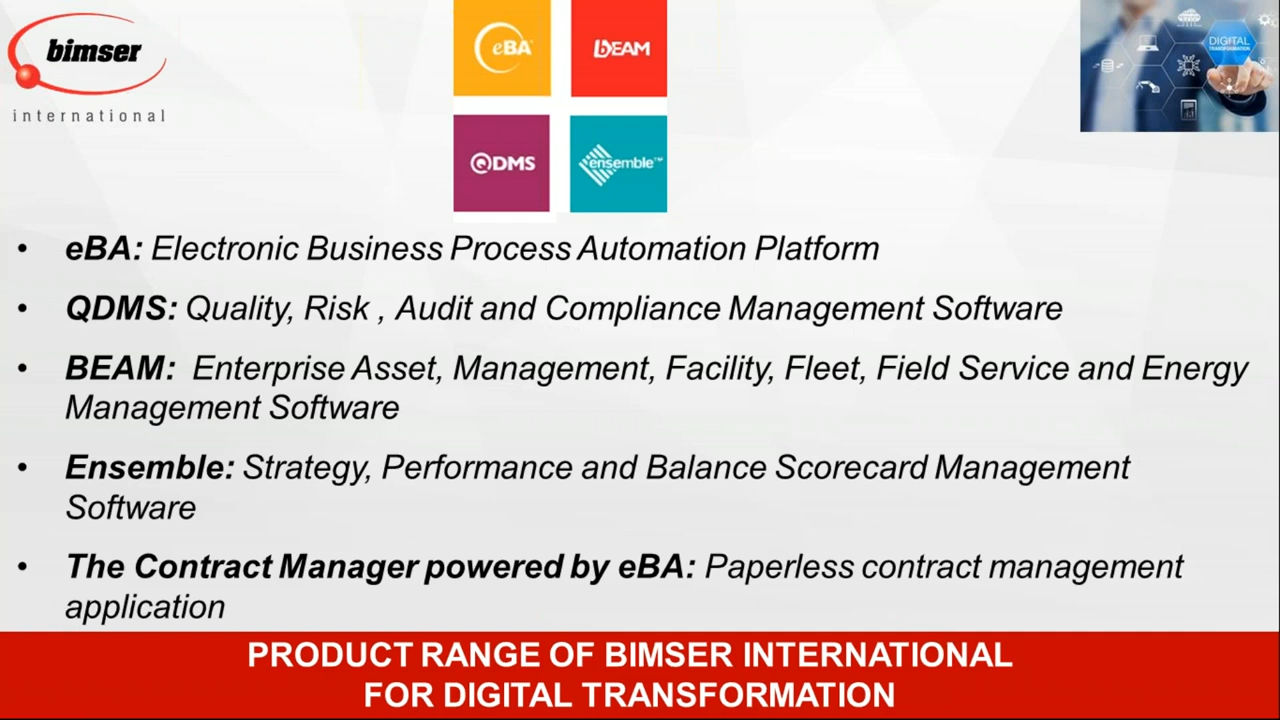 bimser
international
eBA
bEAM
QDMS
ensemble™
DIGITAL
TRANSFORMATION
• eBA: Electronic Business Process Automation Platform
• QDMS: Quality, Risk , Audit and Compliance Management Software
• BEAM: Enterprise Asset, Management, Facility, Fleet, Field Service and Energy
Management Software
• Ensemble: Strategy, Performance and Balance Scorecard Management
Software
• The Contract Manager powered by eBA: Paperless contract management
application
PRODUCT RANGE OF BIMSER INTERNATIONAL
FOR DIGITAL TRANSFORMATION